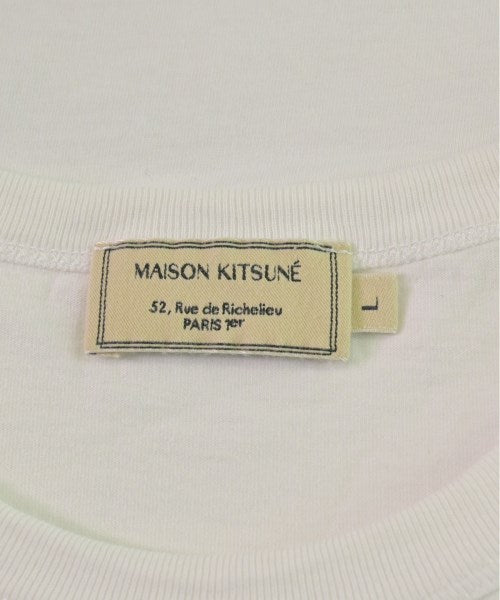 MAISON KITSUNÉ
52, Rue de Richelieu
PARIS 1er
L